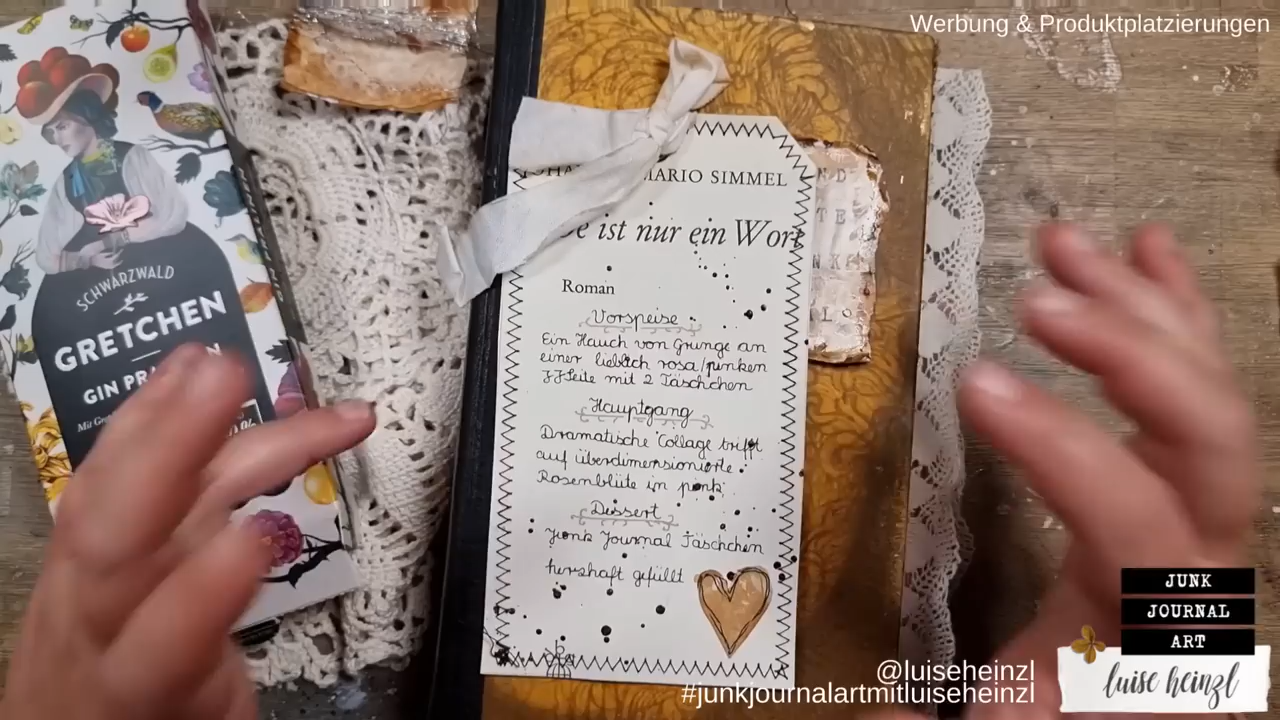 Werbung & Produktplatzierungen
MARIO SIMMEL
ist nur ein Wort
Roman
Vorspeise
Ein Hauch von Grunge an
einer lieblich rosa/pinken
Seite mit 2 Täschchen
Hauptgang
Dramatische Collage trifft
auf überdimensionierte
Rosenblüte in pink
Dessert
Junk Journal Täschchen
herzhaft gefüllt
SCHWARZWALD
GRETCHEN
GIN
JUNK
JOURNAL
ART
luise heinzl
@luiseheinzl
#junkjournalartmitluiseheinzl